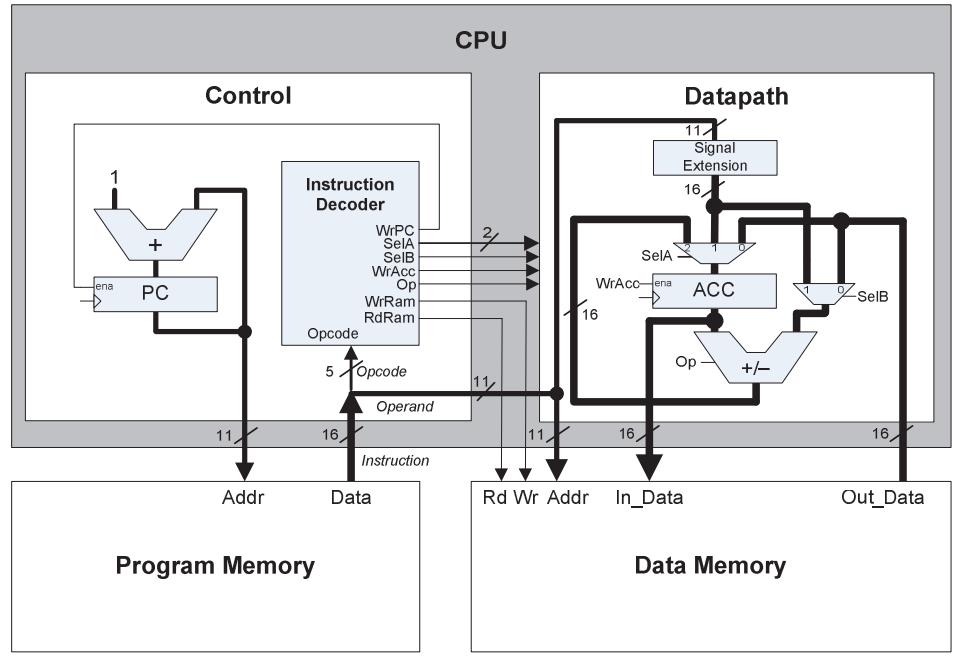 CPU
Control
Datapath
11
Signal
Extension
16
1
Instruction
Decoder
+
WrPC
SelA
SelB
WrAcc
Op
WrRam
RdRam
Opcode
2
ena
PC
2 1 0
SelA
WrAcc
ena
ACC
1 0
SelB
16
Op
+/–
5
Opcode
11
Operand
11
16
Instruction
11
16
16
Addr
Data
Rd Wr Addr
In_Data
Out_Data
Program Memory
Data Memory